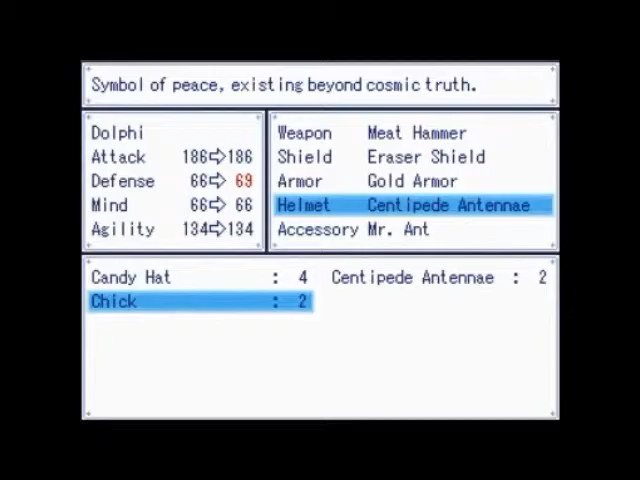 Symbol of peace, existing beyond cosmic truth.
Dolphi
Attack 186⇨186
Defense 66⇨ 69
Mind 66⇨ 66
Agility 134⇨134
Weapon Meat Hammer
Shield Eraser Shield
Armor Gold Armor
Helmet Centipede Antennae
Accessory Mr. Ant
Candy Hat : 4 Centipede Antennae : 2
Chick : 2